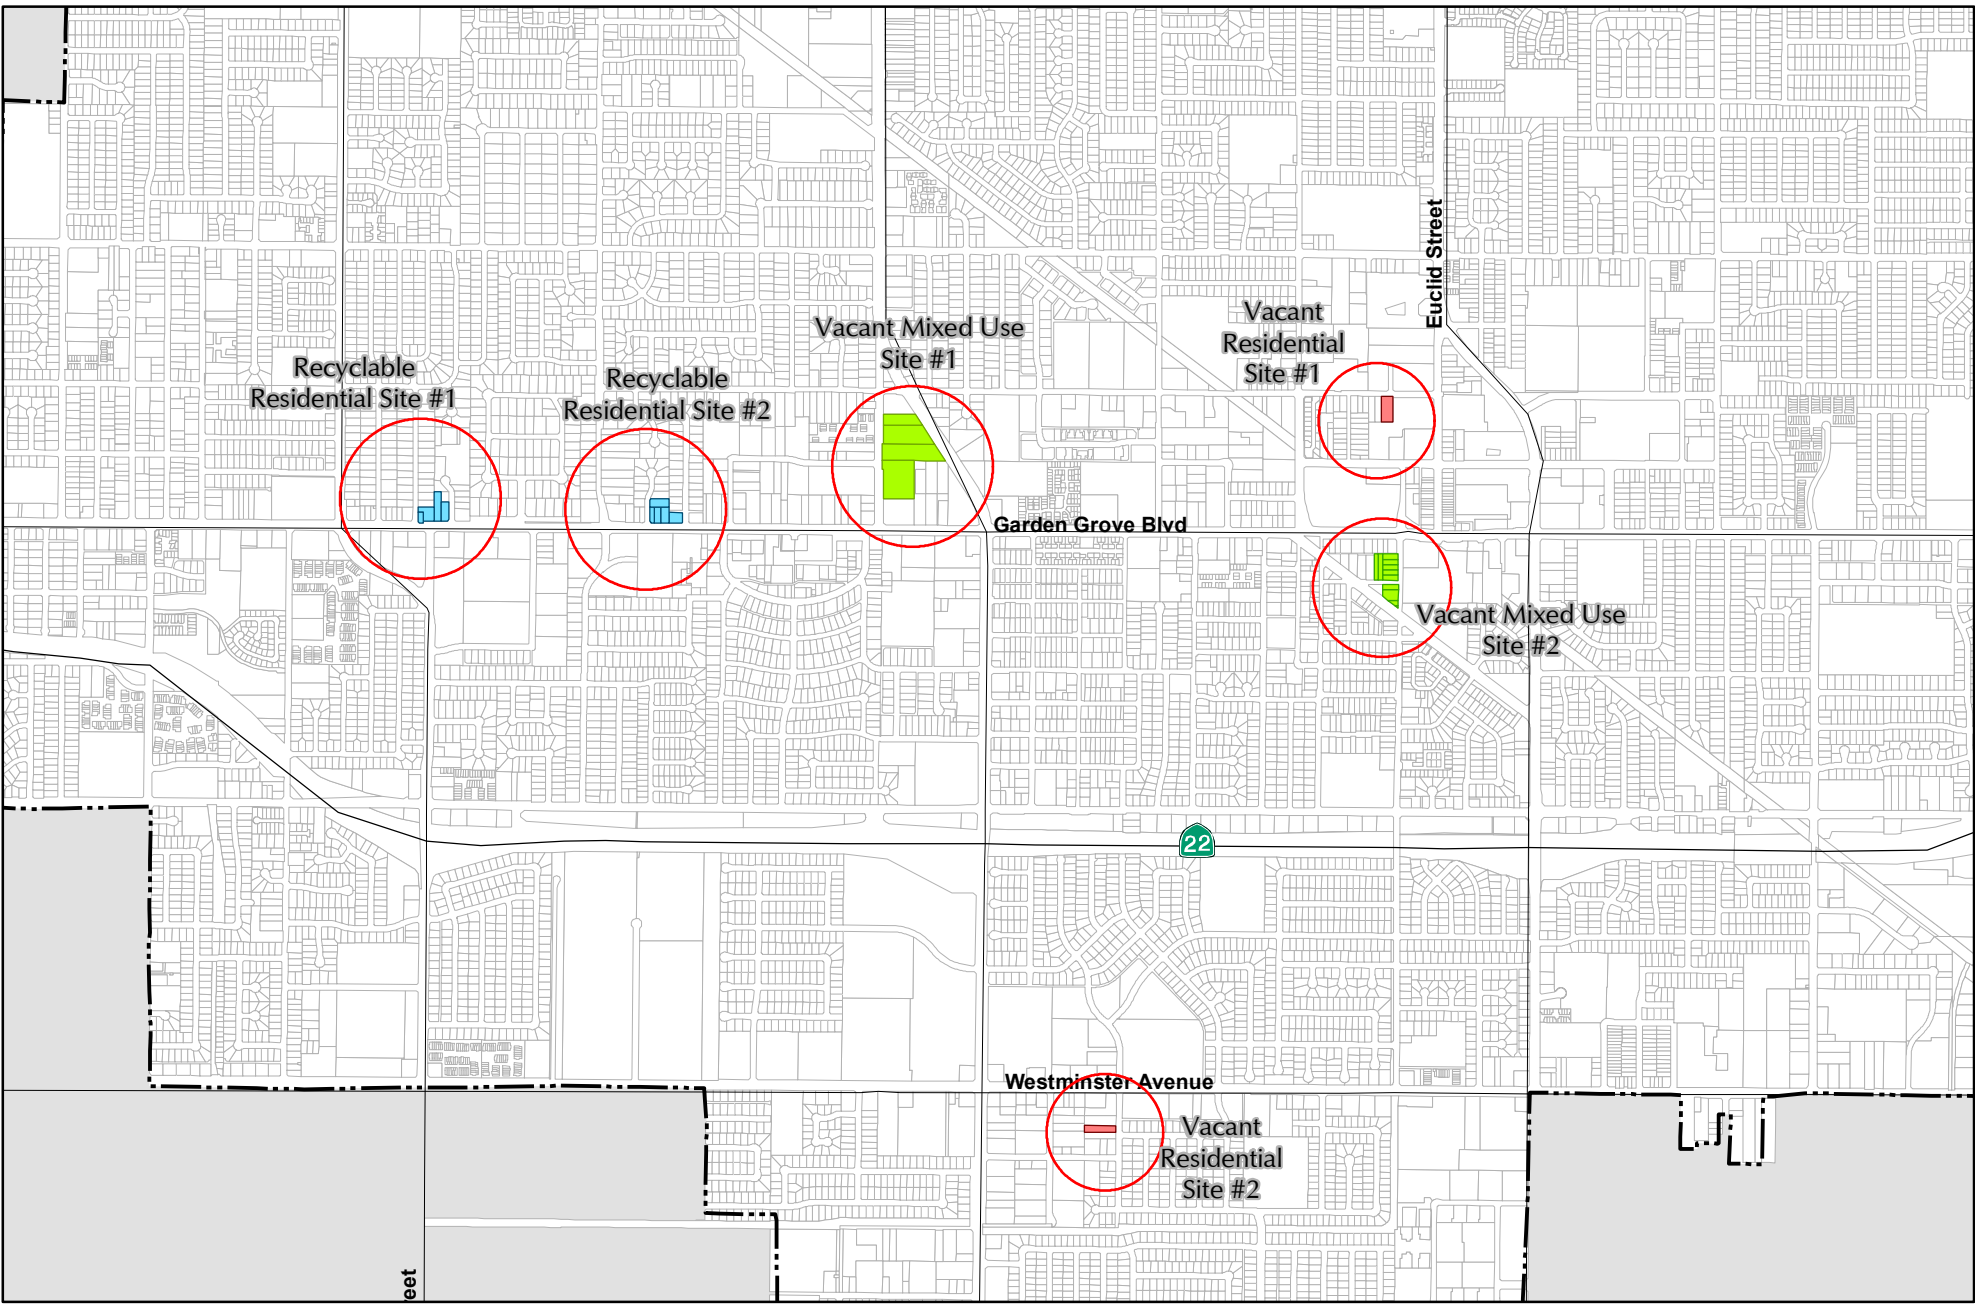 Euclid Street
Vacant
Residential
Site #1
Vacant Mixed Use
Site #1
Recyclable
Residential Site #1
Recyclable
Residential Site #2
Garden Grove Blvd
Vacant Mixed Use
Site #2
22
Westminster Avenue
Vacant
Residential
Site #2
eet